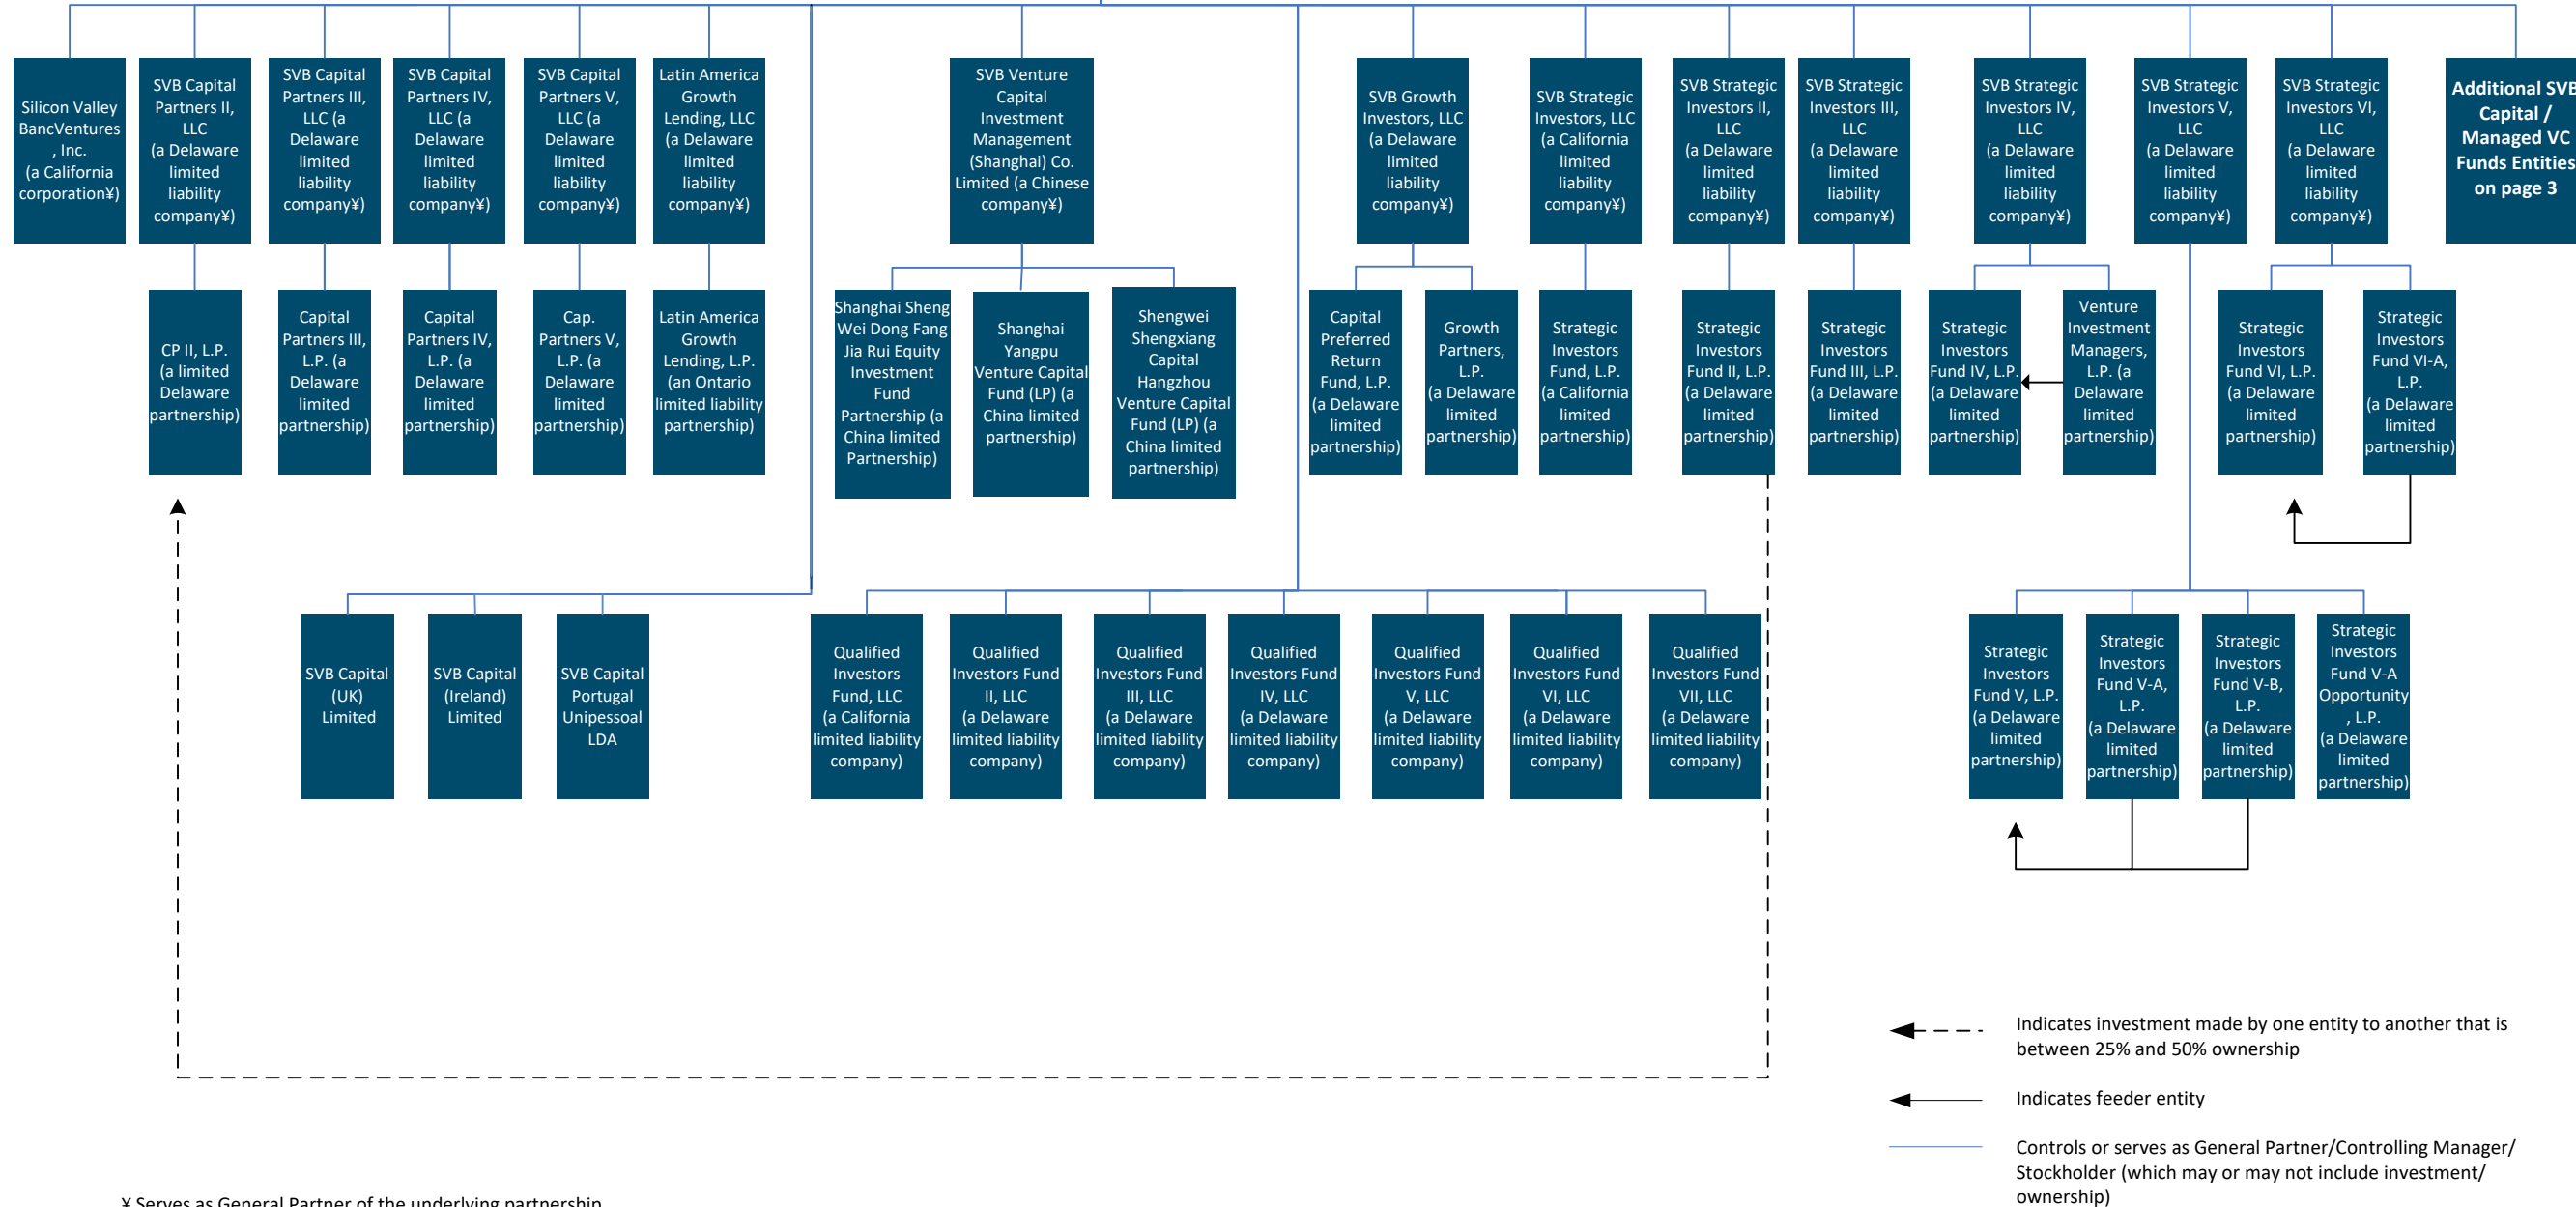 Silicon Valley
BancVentures
, Inc.
(a California
corporation¥)
SVB Capital
Partners II,
LLC
(a Delaware
limited
liability
company¥)
SVB Capital
Partners III,
LLC (a
Delaware
limited
liability
company¥)
SVB Capital
Partners IV,
LLC (a
Delaware
limited
liability
company¥)
SVB Capital
Partners V,
LLC (a
Delaware
limited
liability
company¥)
Latin America
Growth
Lending, LLC
(a Delaware
limited
liability
company¥)
SVB Venture
Capital
Investment
Management
(Shanghai) Co.
Limited (a Chinese
company¥)
SVB Growth
Investors, LLC
(a Delaware
limited
liability
company¥)
SVB Strategic
Investors, LLC
(a California
limited
liability
company¥)
SVB Strategic
Investors II,
LLC
(a Delaware
limited
liability
company¥)
SVB Strategic
Investors III,
LLC
(a Delaware
limited
liability
company¥)
SVB Strategic
Investors IV,
LLC
(a Delaware
limited
liability
company¥)
SVB Strategic
Investors V,
LLC
(a Delaware
limited
liability
company¥)
SVB Strategic
Investors VI,
LLC
(a Delaware
limited
liability
company¥)
Additional SVB
Capital /
Managed VC
Funds Entities
on page 3
CP II, L.P.
(a limited
Delaware
partnership)
Capital
Partners III,
L.P. (a
Delaware
limited
partnership)
Capital
Partners IV,
L.P. (a
Delaware
limited
partnership)
Cap.
Partners V,
L.P. (a
Delaware
limited
partnership)
Latin America
Growth
Lending, L.P.
(an Ontario
limited liability
partnership)
Shanghai Sheng
Wei Dong Fang
Jia Rui Equity
Investment
Fund
Partnership (a
China limited
Partnership)
Shanghai
Yangpu
Venture Capital
Fund (LP) (a
China limited
partnership)
Shengwei
Shengxiang
Capital
Hangzhou
Venture Capital
Fund (LP) (a
China limited
partnership)
Capital
Preferred
Return
Fund, L.P.
(a Delaware
limited
partnership)
Growth
Partners,
L.P.
(a Delaware
limited
partnership)
Strategic
Investors
Fund, L.P.
(a California
limited
partnership)
Strategic
Investors
Fund II, L.P.
(a Delaware
limited
partnership)
Strategic
Investors
Fund III, L.P.
(a Delaware
limited
partnership)
Strategic
Investors
Fund IV, L.P.
(a Delaware
limited
partnership)
Venture
Investment
Managers,
L.P. (a
Delaware
limited
partnership)
Strategic
Investors
Fund VI, L.P.
(a Delaware
limited
partnership)
Strategic
Investors
Fund VI-A,
L.P.
(a Delaware
limited
partnership)
SVB Capital
(UK)
Limited
SVB Capital
(Ireland)
Limited
SVB Capital
Portugal
Unipessoal
LDA
Qualified
Investors
Fund, LLC
(a California
limited liability
company)
Qualified
Investors Fund
II, LLC
(a Delaware
limited liability
company)
Qualified
Investors Fund
III, LLC
(a Delaware
limited liability
company)
Qualified
Investors Fund
IV, LLC
(a Delaware
limited liability
company)
Qualified
Investors Fund
V, LLC
(a Delaware
limited liability
company)
Qualified
Investors Fund
VI, LLC
(a Delaware
limited liability
company)
Qualified
Investors Fund
VII, LLC
(a Delaware
limited liability
company)
Strategic
Investors
Fund V, L.P.
(a Delaware
limited
partnership)
Strategic
Investors
Fund V-A,
L.P.
(a Delaware
limited
partnership)
Strategic
Investors
Fund V-B,
L.P.
(a Delaware
limited
partnership)
Strategic
Investors
Fund V-A
Opportunity
, L.P.
(a Delaware
limited
partnership)
Indicates investment made by one entity to another that is
between 25% and 50% ownership
Indicates feeder entity
Controls or serves as General Partner/Controlling Manager/
Stockholder (which may or may not include investment/
ownership)
¥ Serves as General Partner of the underlying partnership